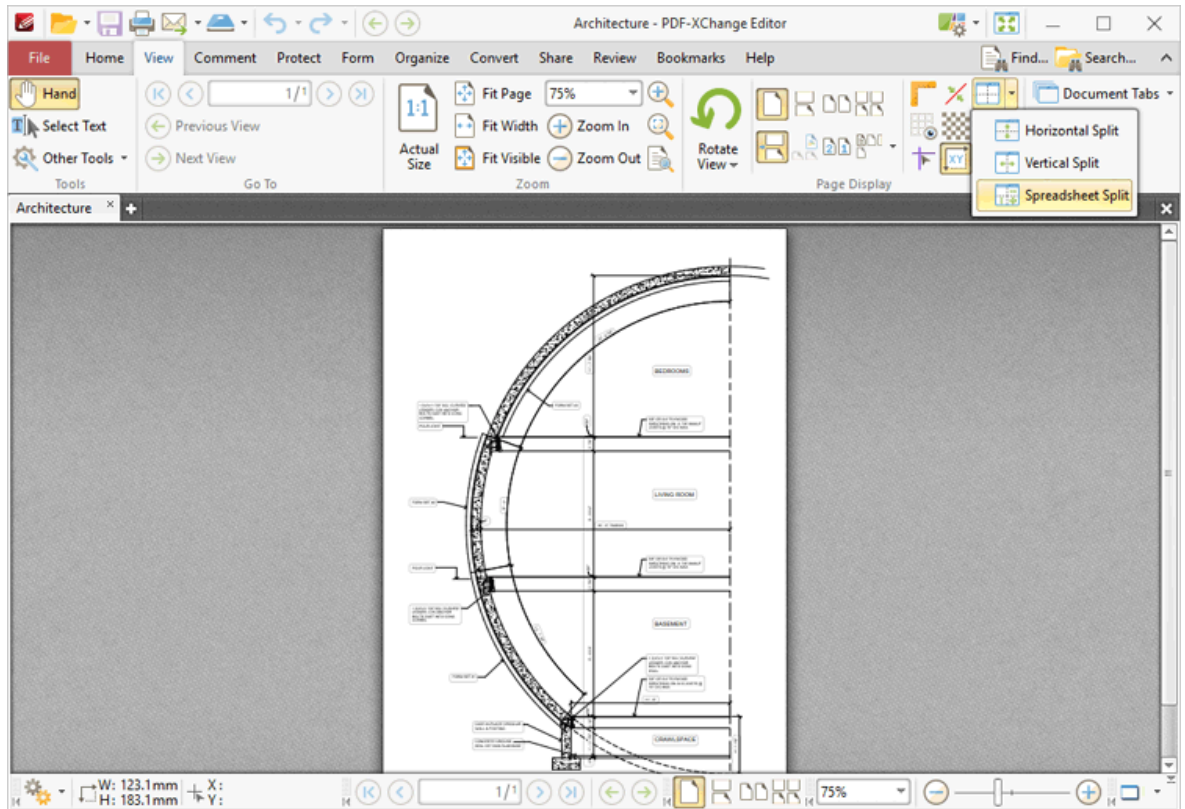 Architecture - PDF-XChange Editor
File Home View Comment Protect Form Organize Convert Share Review Bookmarks Help Find... Search...
Hand
1/1
1:1
Fit Page 75%
Document Tabs
Select Text
Previous View
Fit Width Zoom In
Horizontal Split
Other Tools
Next View
Actual Size
Fit Visible Zoom Out
Rotate View
XY
Vertical Split
Tools
Go To
Zoom
Page Display
Spreadsheet Split
Architecture
BEDROOMS
LIVING ROOM
BASEMENT
CRAWLSPACE
W: 123.1mm X:
H: 183.1mm Y:
1/1
75%